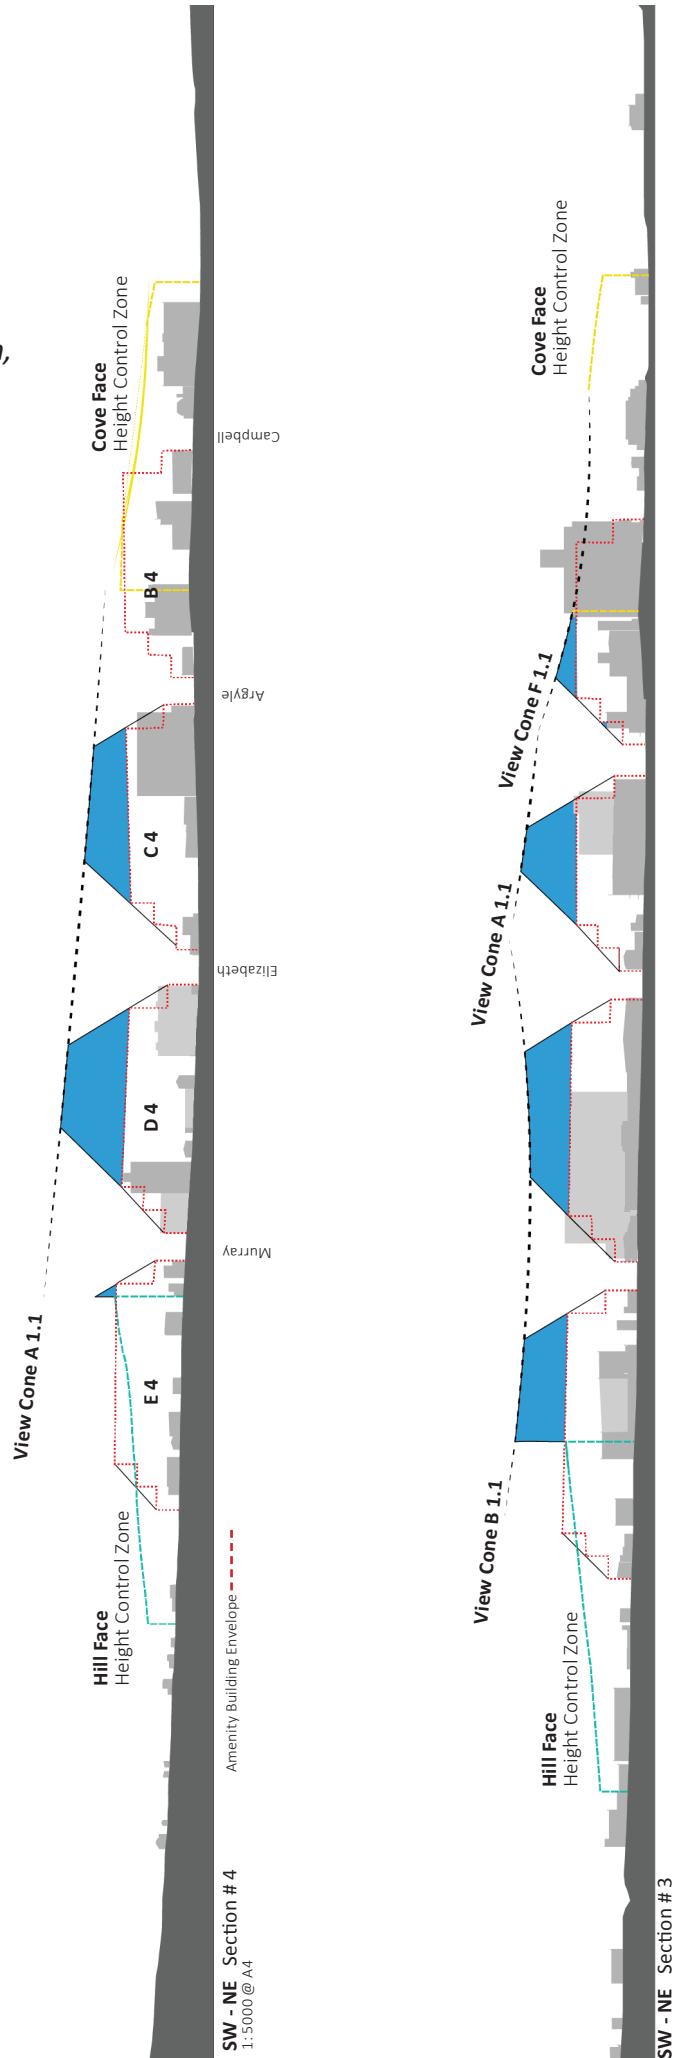 View Cone A 1.1
Hill Face
Height Control Zone
E 4
D 4
C 4
B 4
Cove Face
Height Control Zone
Murray
Elizabeth
Argyle
Campbell
Amenity Building Envelope
SW - NE Section # 4
1:5000 @ A4
View Cone B 1.1
View Cone A 1.1
View Cone F 1.1
Hill Face
Height Control Zone
Cove Face
Height Control Zone
SW - NE Section # 3